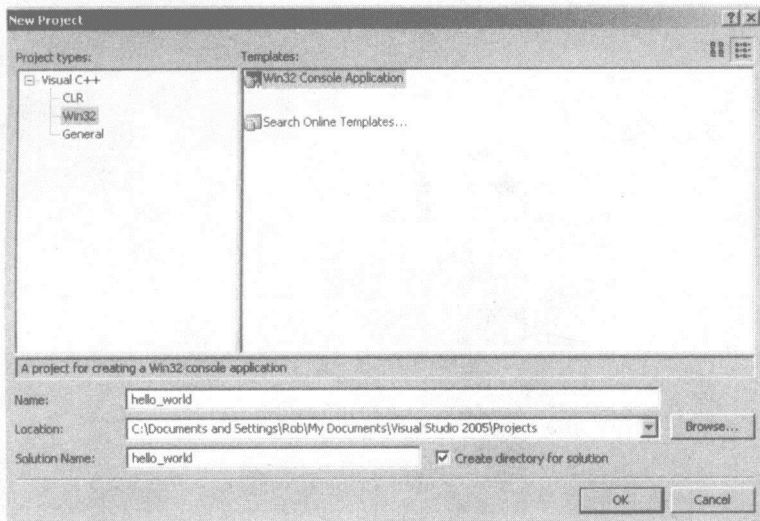 New Project
Project types:
Templates:
Visual C++
CLR
Win32
General
Win32 Console Application
Search Online Templates...
A project for creating a Win32 console application
Name:
hello_world
Location:
C:\Documents and Settings\Rob\My Documents\Visual Studio 2005\Projects
Browse...
Solution Name:
hello_world
Create directory for solution
OK
Cancel